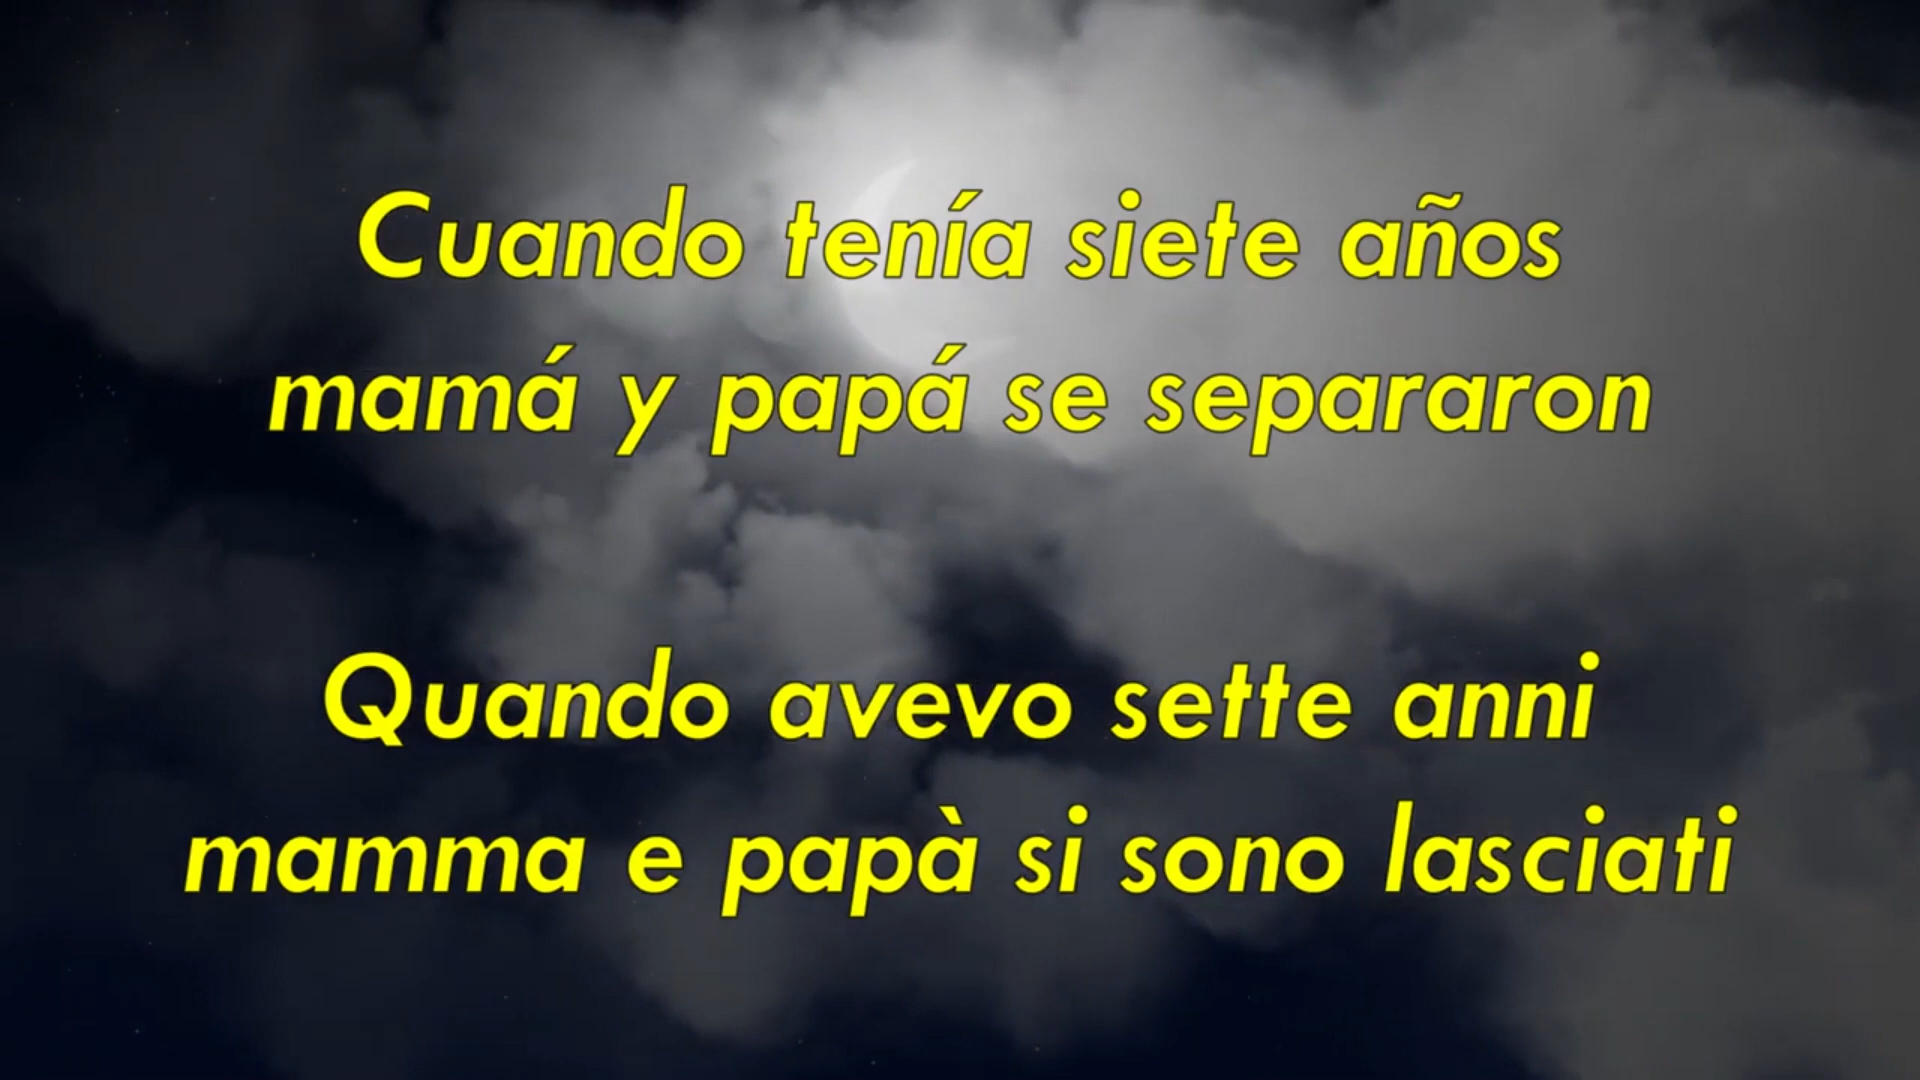 Cuando tenía siete años
mamá y papá se separaron
Quando avevo sette anni
mamma e papà si sono lasciati